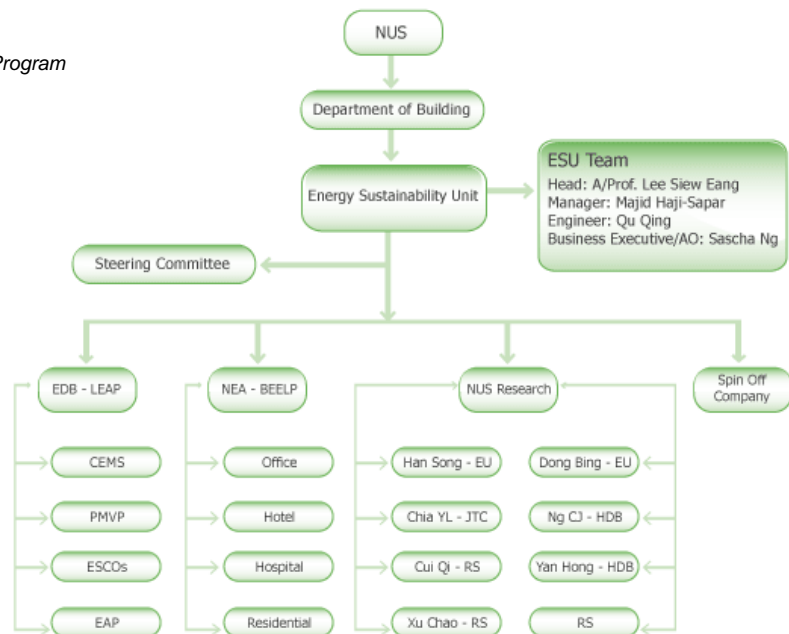 NUS
Program
Department of Building
ESU Team
Head: A/Prof. Lee Siew Eang
Manager: Majid Haji-Sapar
Engineer: Qu Qing
Business Executive/AO: Sascha Ng
Energy Sustainability Unit
Steering Committee
EDB - LEAP
NEA - BEELP
NUS Research
Spin Off
Company
CEMS
Office
Han Song - EU
Dong Bing - EU
PMVP
Hotel
Chia YL - JTC
Ng CJ - HDB
ESCOs
Hospital
Cui Qi - RS
Yan Hong - HDB
EAP
Residential
Xu Chao - RS
RS